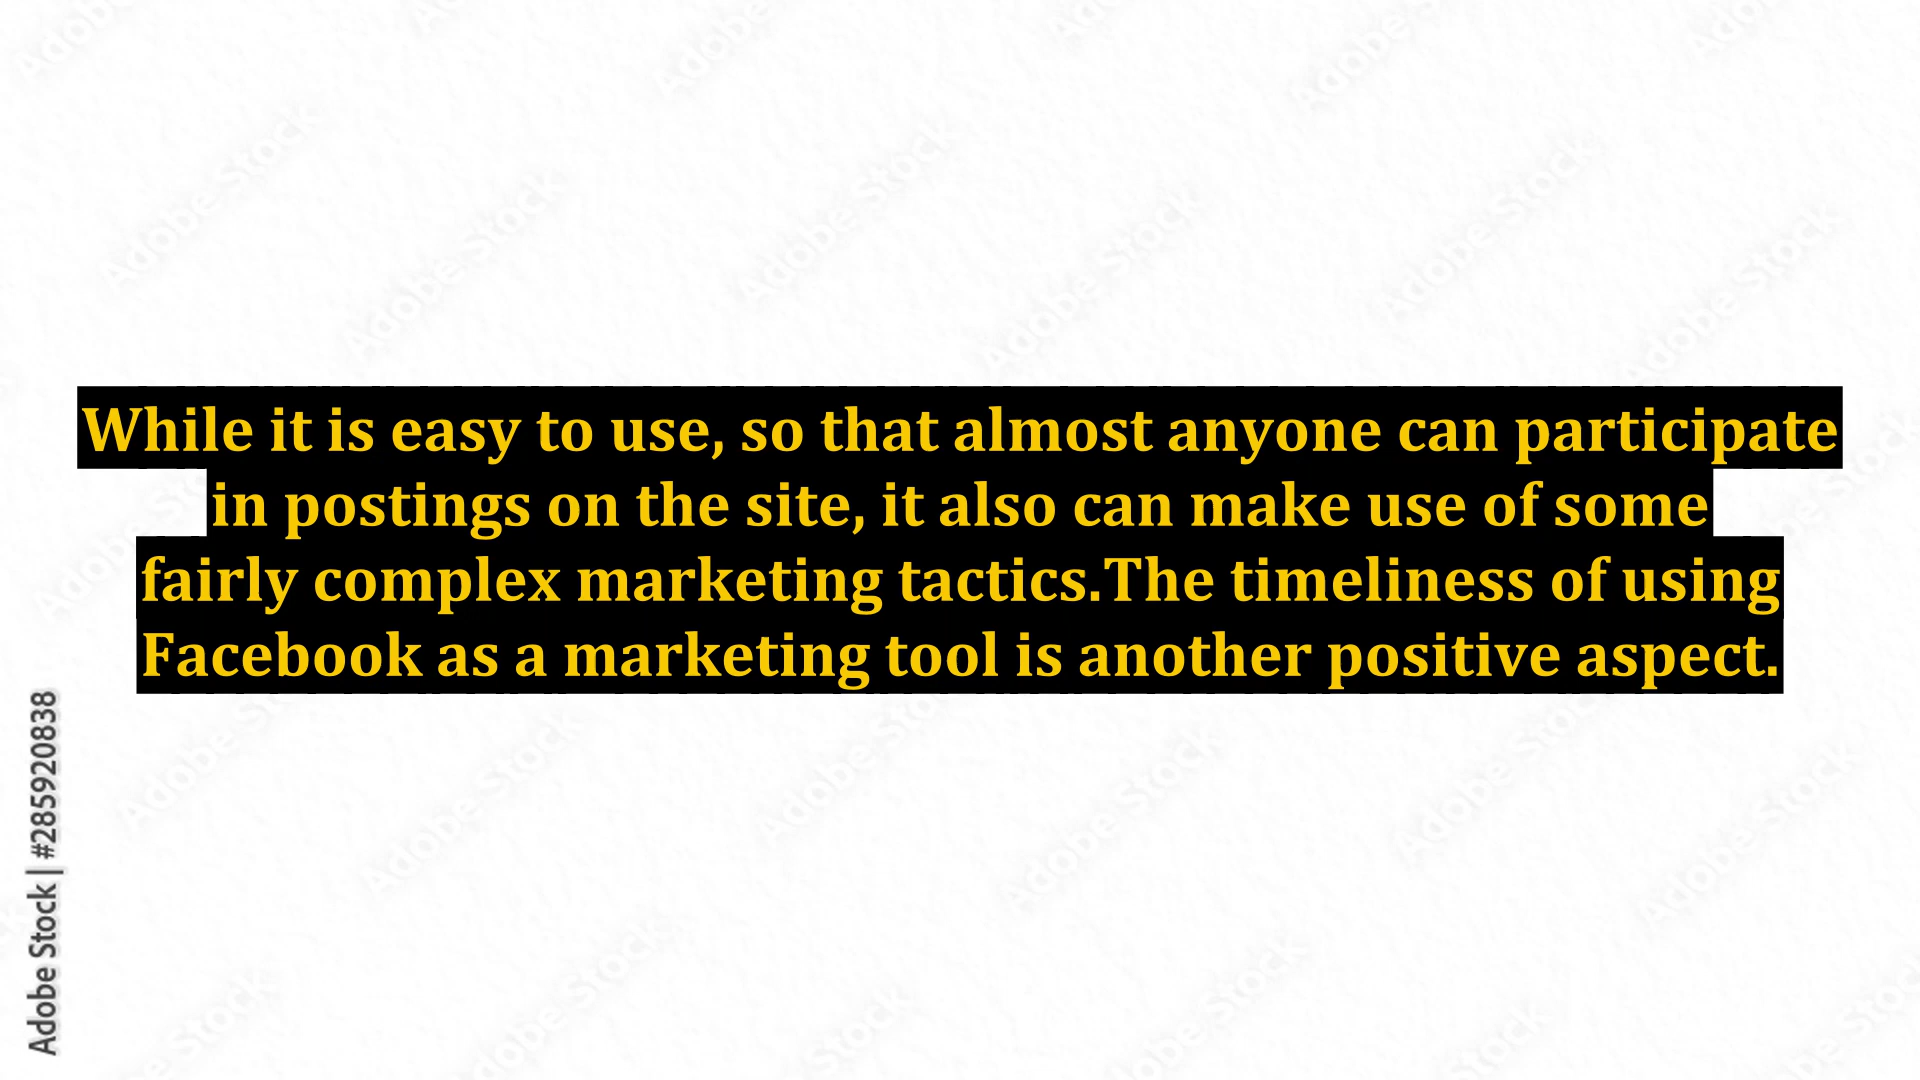 While it is easy to use, so that almost anyone can participate
in postings on the site, it also can make use of some
fairly complex marketing tactics.The timeliness of using
Facebook as a marketing tool is another positive aspect.
Adobe Stock | #285920838